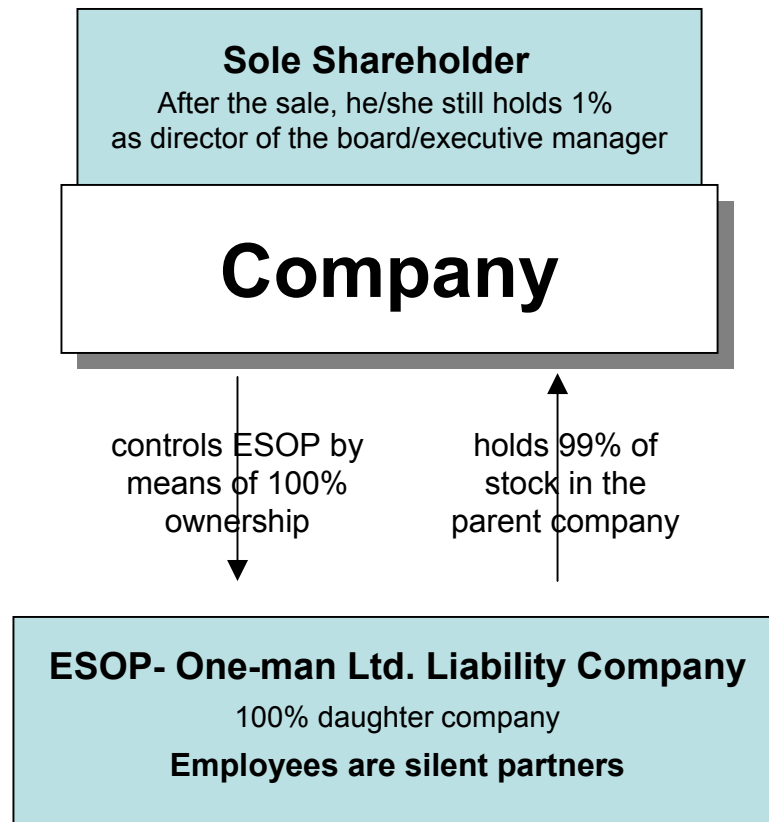 Sole Shareholder
After the sale, he/she still holds 1%
as director of the board/executive manager
Company
controls ESOP by
means of 100%
ownership
holds 99% of
stock in the
parent company
ESOP- One-man Ltd. Liability Company
100% daughter company
Employees are silent partners